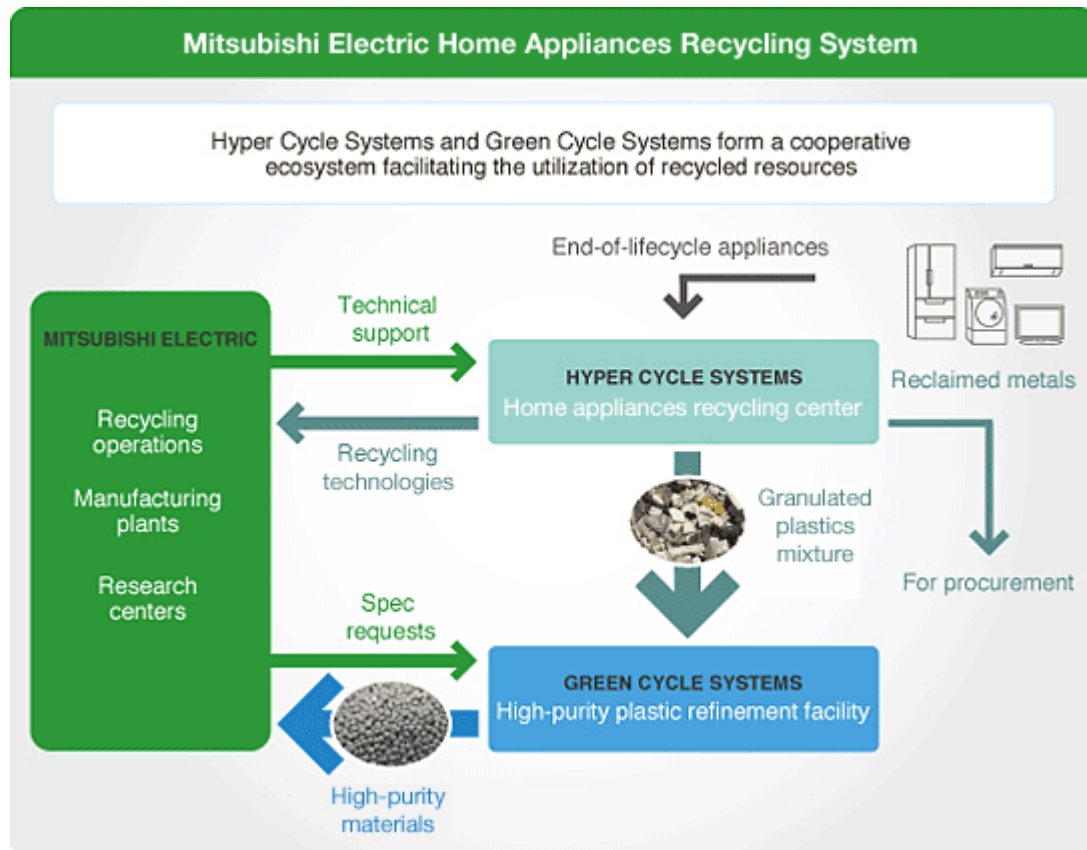 Mitsubishi Electric Home Appliances Recycling System
Hyper Cycle Systems and Green Cycle Systems form a cooperative
ecosystem facilitating the utilization of recycled resources
End-of-lifecycle appliances
MITSUBISHI ELECTRIC
Recycling
operations
Manufacturing
plants
Research
centers
Technical
support
HYPER CYCLE SYSTEMS
Home appliances recycling center
Reclaimed metals
Recycling
technologies
Granulated
plastics
mixture
For procurement
Spec
requests
GREEN CYCLE SYSTEMS
High-purity plastic refinement facility
High-purity
materials